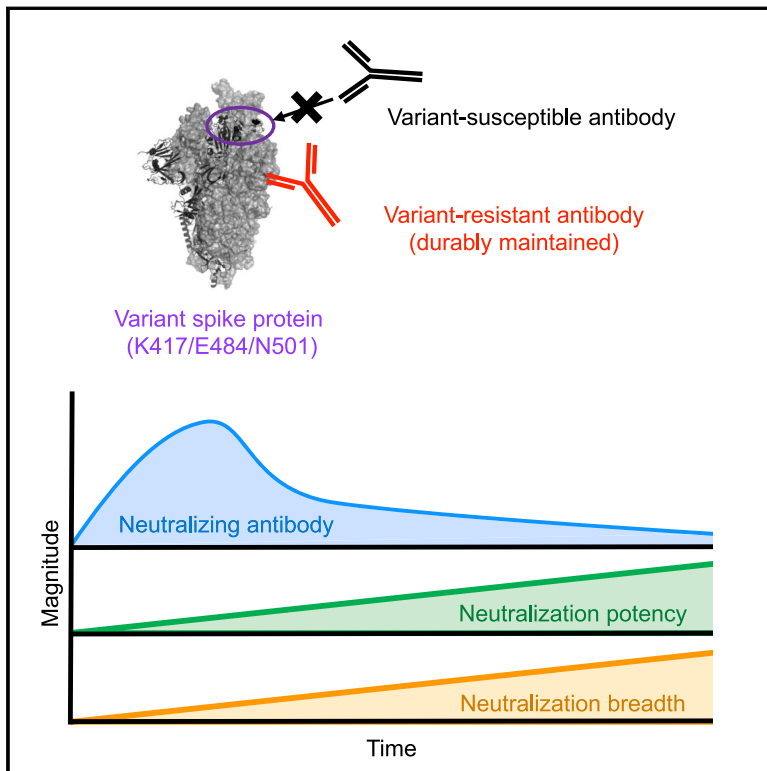 Variant-susceptible antibody
Variant-resistant antibody
(durably maintained)
Variant spike protein
(K417/E484/N501)
Magnitude
Neutralizing antibody
Neutralization potency
Neutralization breadth
Time